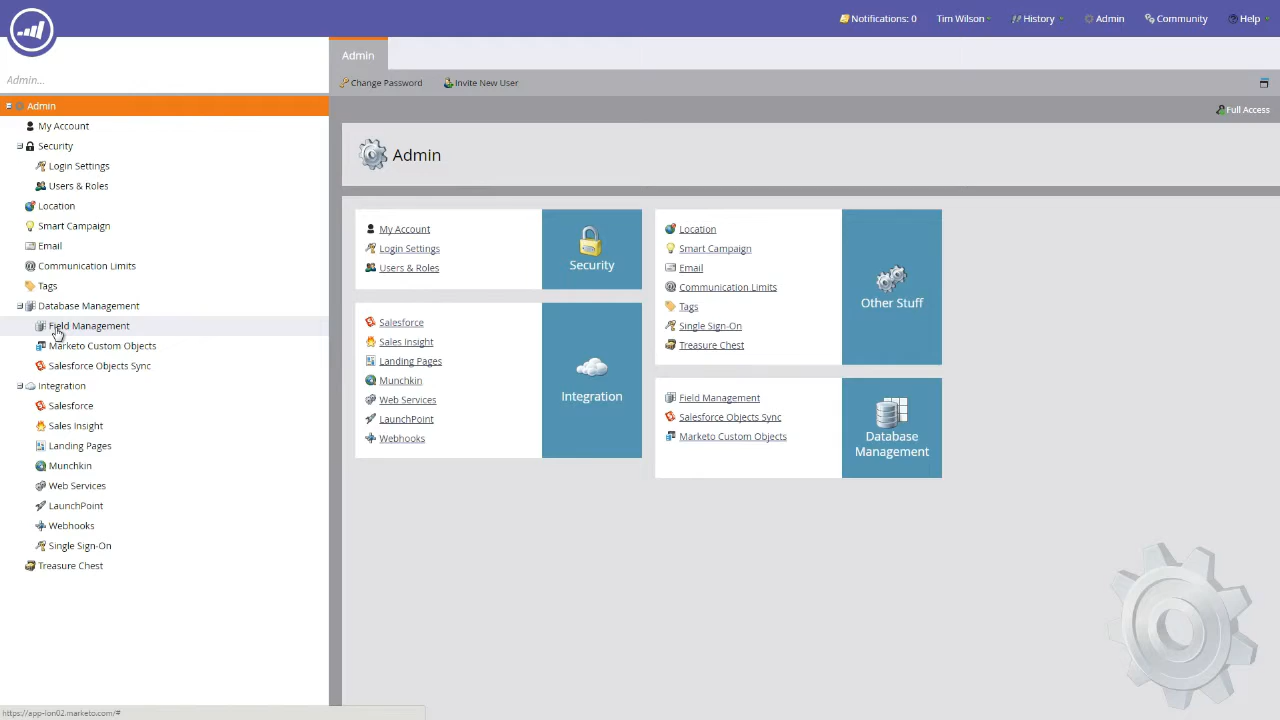 Notifications: 0
Tim Wilson
History
Admin
Community
Help
Admin...
Admin
My Account
Security
Login Settings
Users & Roles
Location
Smart Campaign
Email
Communication Limits
Tags
Database Management
Field Management
Marketo Custom Objects
Salesforce Objects Sync
Integration
Salesforce
Sales Insight
Landing Pages
Munchkin
Web Services
LaunchPoint
Webhooks
Single Sign-On
Treasure Chest
https://app-lon02.marketo.com/#
Admin
Change Password
Invite New User
Full Access
Admin
My Account
Login Settings
Users & Roles
Security
Salesforce
Sales Insight
Landing Pages
Munchkin
Web Services
LaunchPoint
Webhooks
Integration
Location
Smart Campaign
Email
Communication Limits
Tags
Single Sign-On
Treasure Chest
Other Stuff
Field Management
Salesforce Objects Sync
Marketo Custom Objects
Database
Management